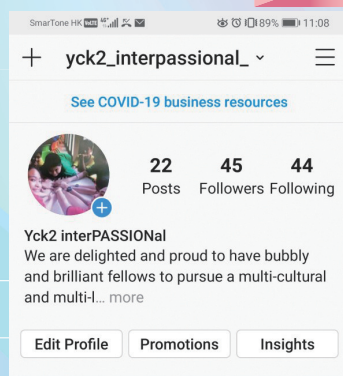 SmarTone HK VoLTE 4G+ 89% 11:08
yck2_interpassional_
See COVID-19 business resources
22 45 44
Posts Followers Following
Yck2 interPASSIONal
We are delighted and proud to have bubbly
and brilliant fellows to pursue a multi-cultural
and multi-l... more
Edit Profile Promotions Insights